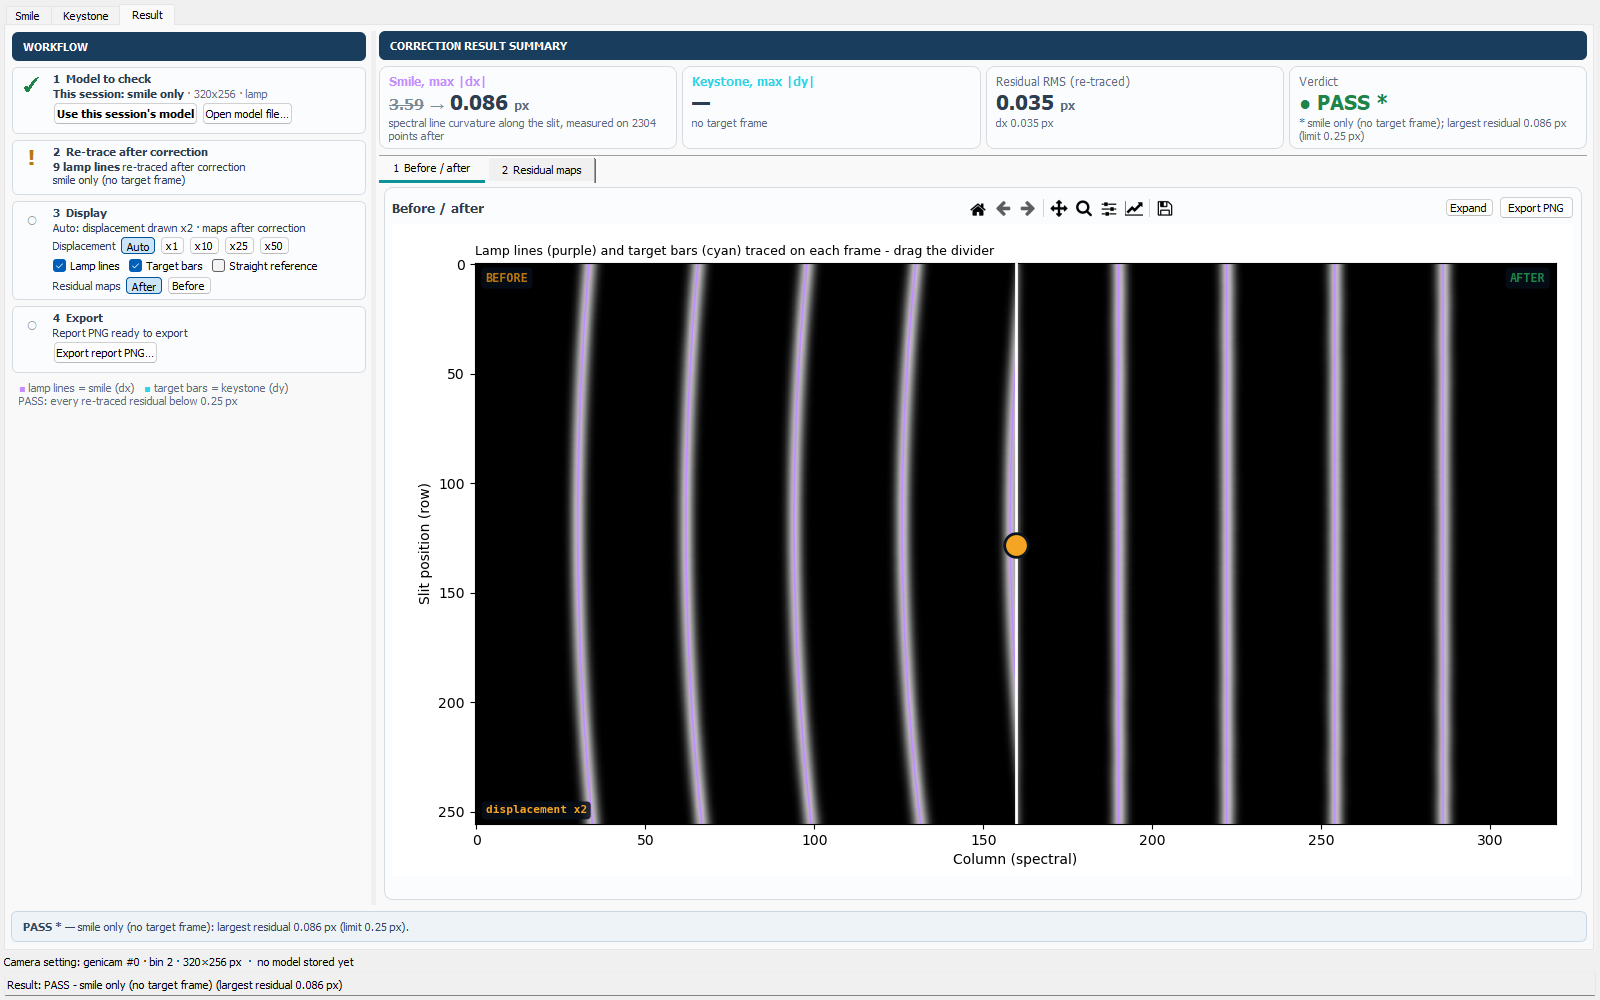 Smile Keystone Result
WORKFLOW
1 Model to check
This session: smile only · 320x256 · lamp
Use this session's model Open model file...
2 Re-trace after correction
9 lamp lines re-traced after correction
smile only (no target frame)
3 Display
Auto: displacement drawn x2 · maps after correction
Displacement Auto x1 x10 x25 x50
Lamp lines Target bars Straight reference
Residual maps After Before
4 Export
Report PNG ready to export
Export report PNG...
lamp lines = smile (dx) target bars = keystone (dy)
PASS: every re-traced residual below 0.25 px
CORRECTION RESULT SUMMARY
Smile, max |dx|
3.59 → 0.086 px
spectral line curvature along the slit, measured on 2304
points after
Keystone, max |dy|
—
no target frame
Residual RMS (re-traced)
0.035 px
dx 0.035 px
Verdict
● PASS *
* smile only (no target frame); largest residual 0.086 px
(limit 0.25 px)
1 Before / after 2 Residual maps
Before / after
Expand Export PNG
Lamp lines (purple) and target bars (cyan) traced on each frame - drag the divider
BEFORE AFTER
displacement x2
0
50
100
150
200
250
Slit position (row)
0 50 100 150 200 250 300
Column (spectral)
PASS * — smile only (no target frame): largest residual 0.086 px (limit 0.25 px).
Camera setting: genicam #0 · bin 2 · 320×256 px · no model stored yet
Result: PASS - smile only (no target frame) (largest residual 0.086 px)